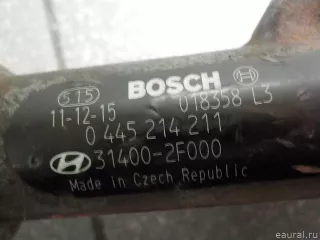 BOSCH
515
018358 L3
11-12-15
0 445 214 211
31400-2F000
Made in Czech Republic
eaural.ru